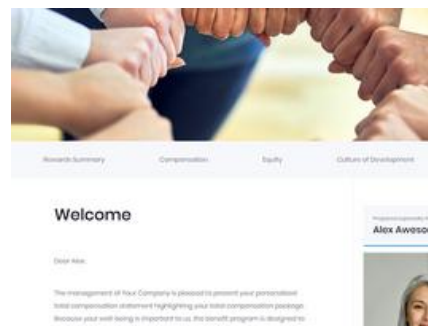 Rewards Summary Compensation Equity Culture of Development
Welcome
Prepared especially
Alex Aweso
Dear Alex,
The management of Your Company is pleased to present your personalized
total compensation statement highlighting your total compensation package.
Because your well-being is important to us, the benefit program is designed to